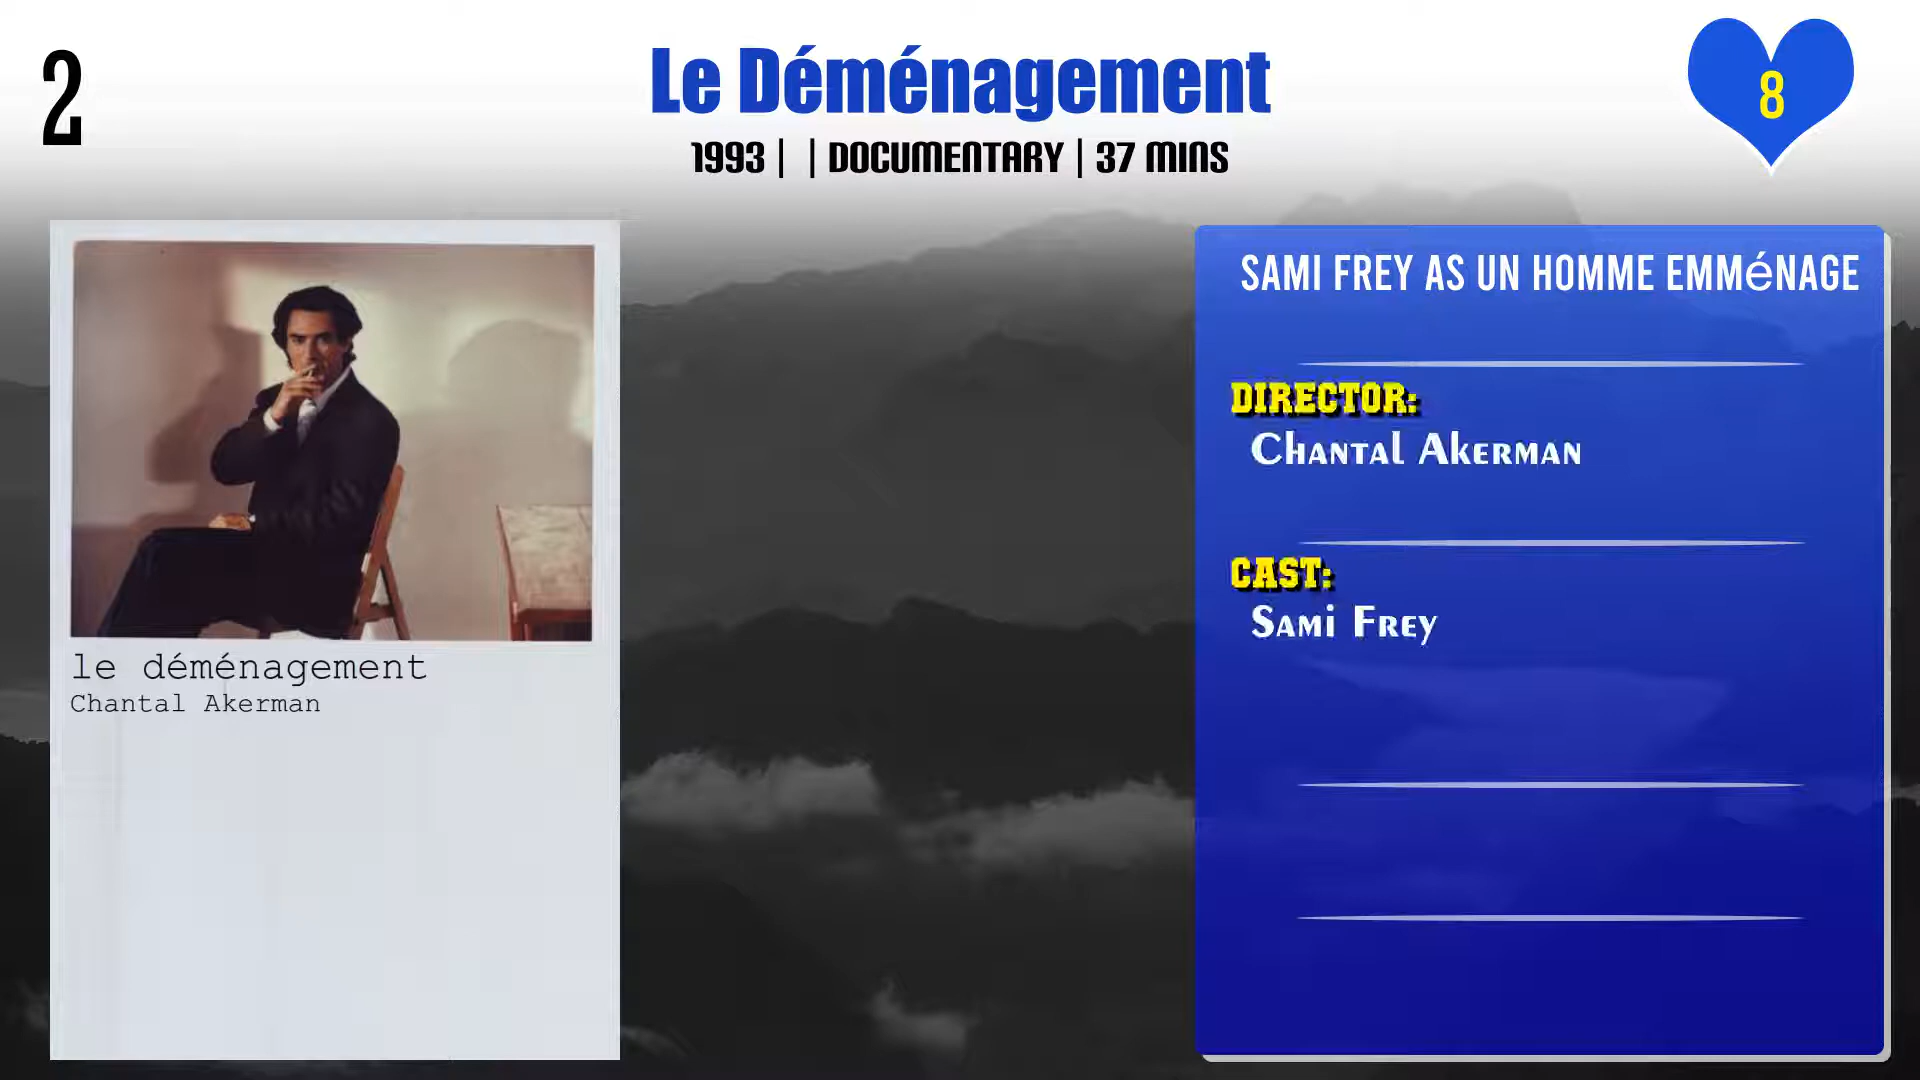 2
Le Déménagement
8
1993 | | DOCUMENTARY | 37 MINS
le déménagement
Chantal Akerman
SAMI FREY AS UN HOMME EMMéNAGE
DIRECTOR:
Chantal Akerman
CAST:
Sami Frey